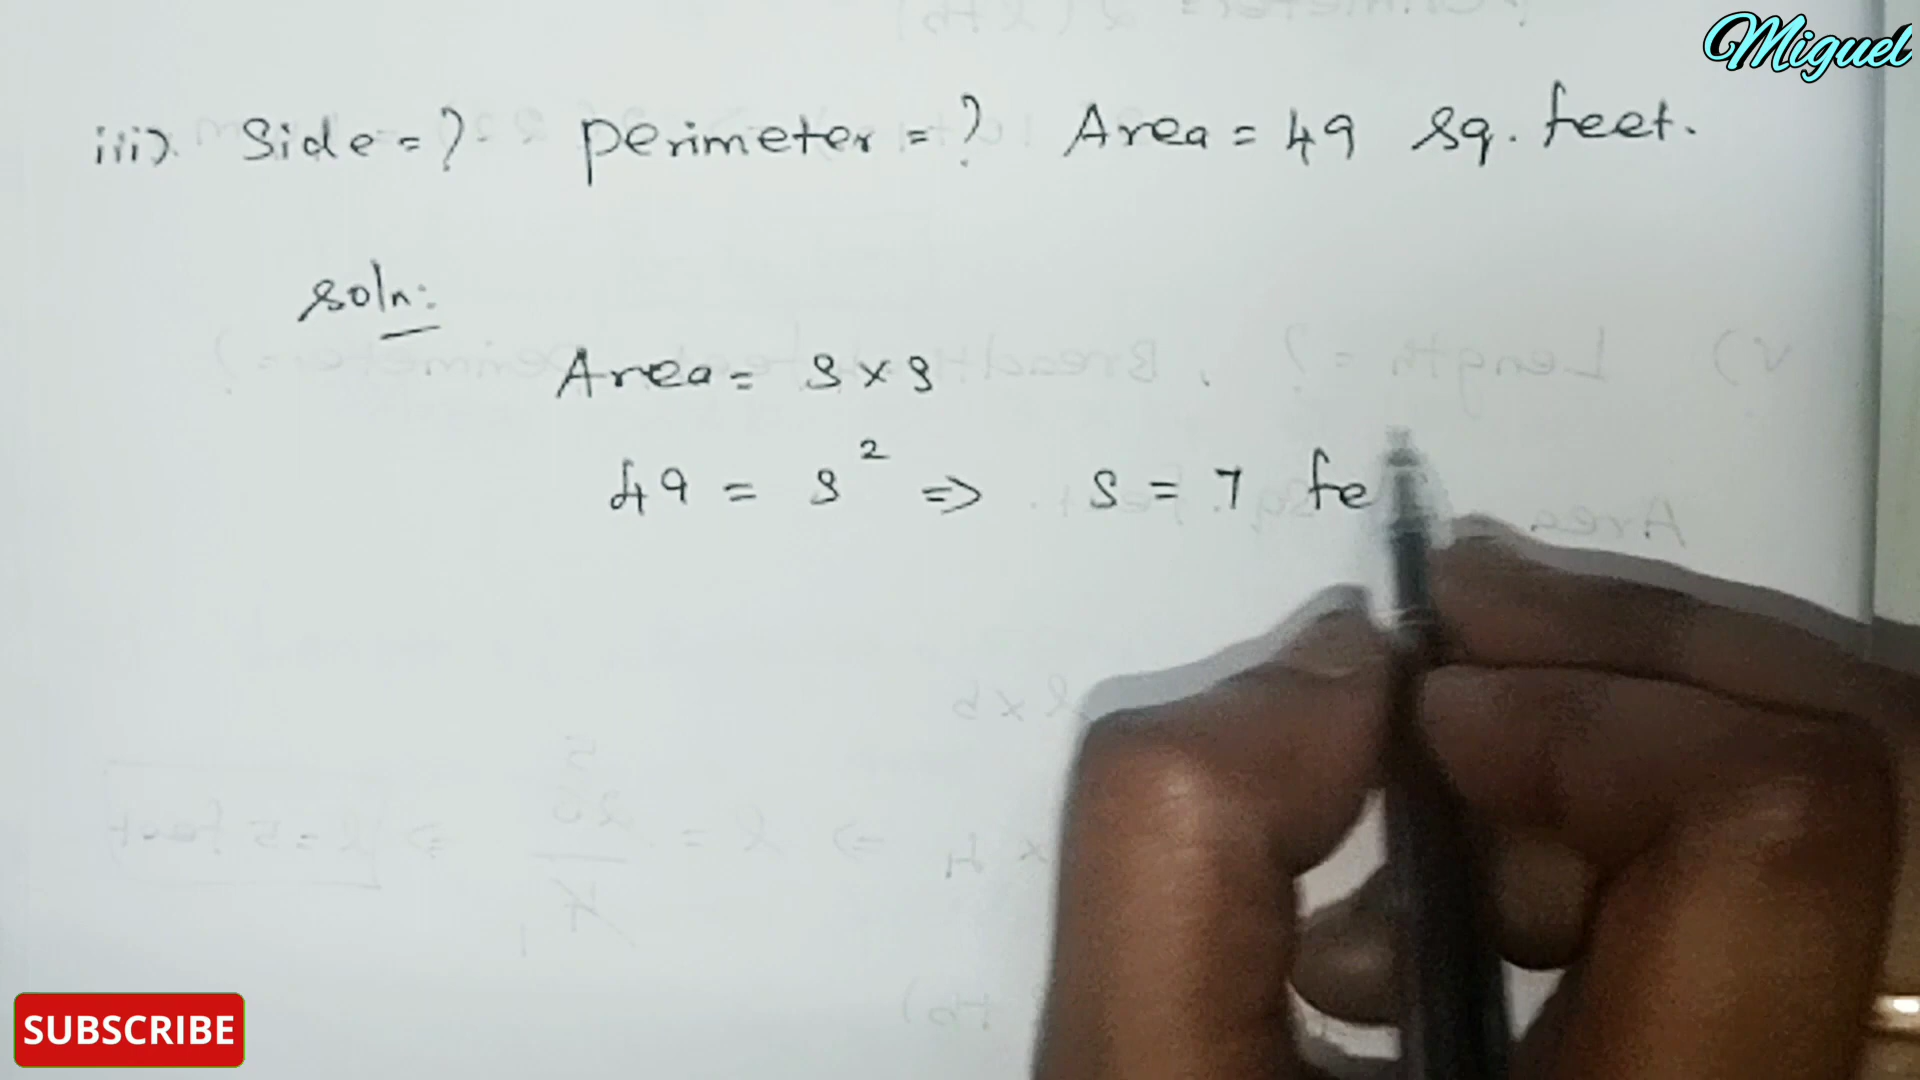 Miguel
iii). Side = ? Perimeter = ? Area = 49 Sq. feet.
Soln:
Area = s x s
49 = s² => s = 7 fe
SUBSCRIBE